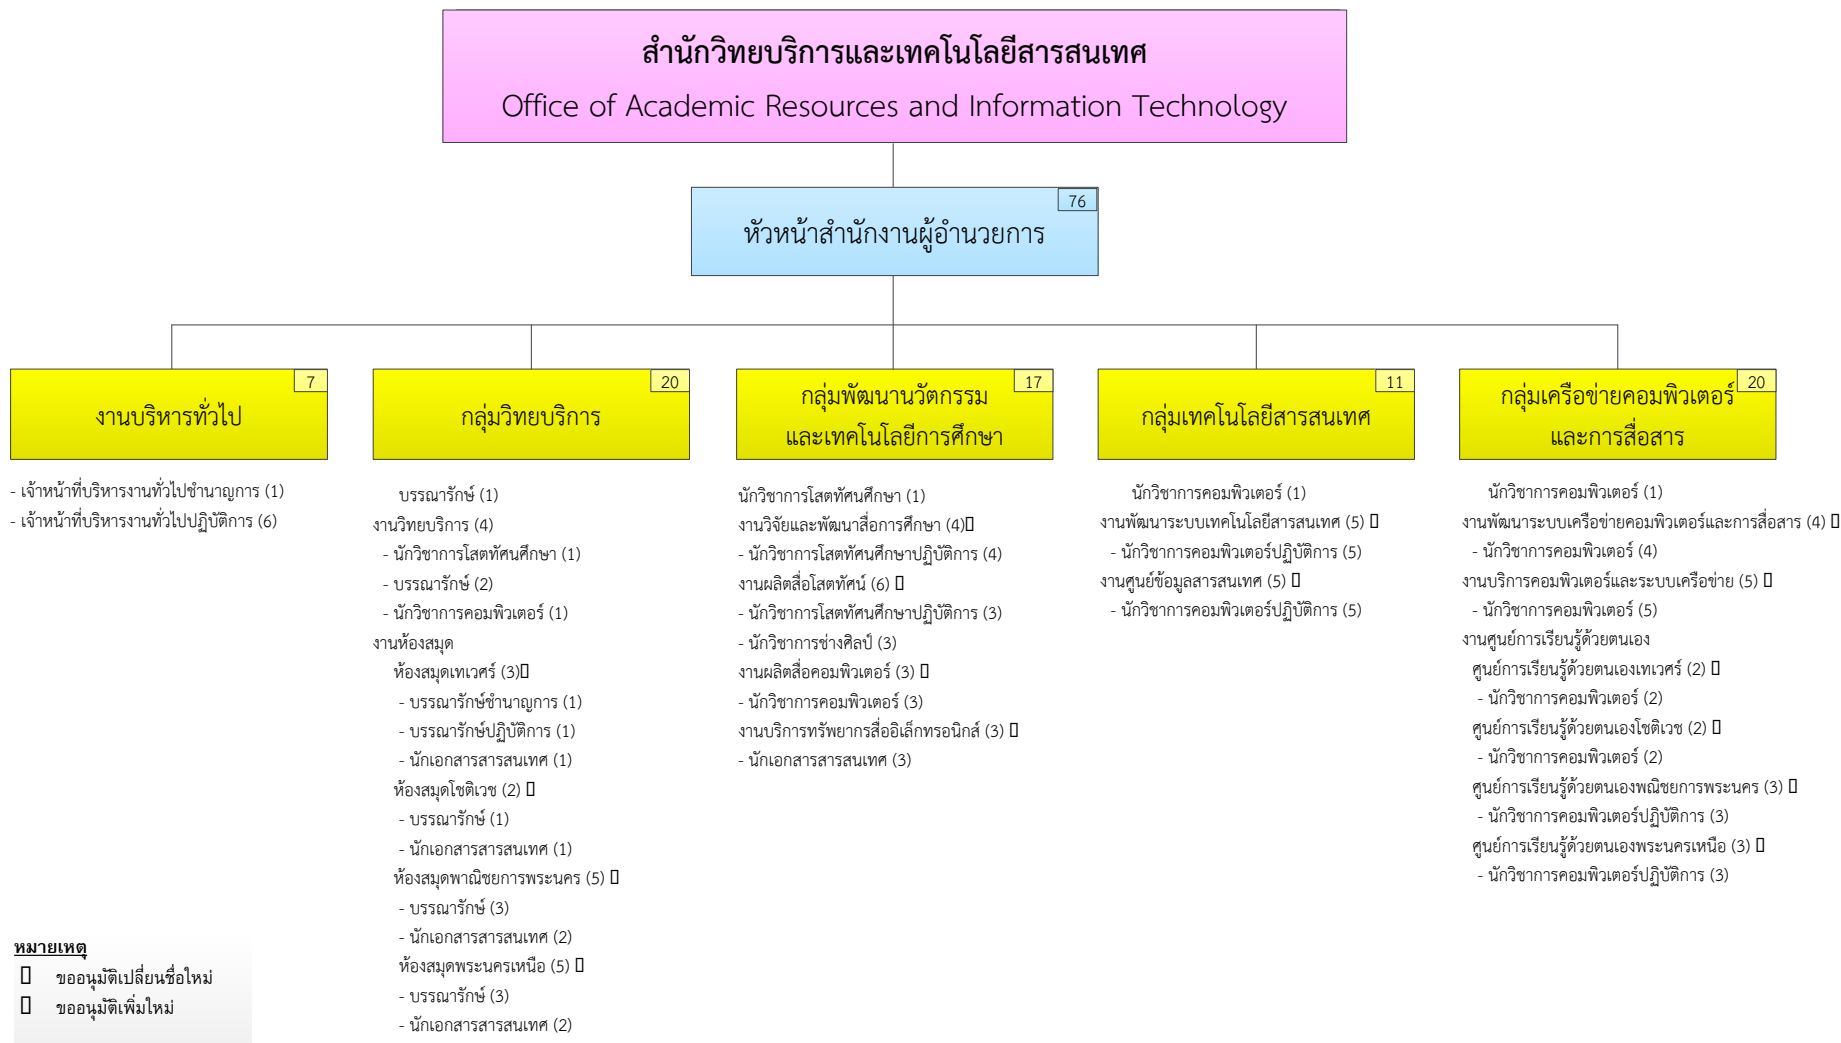 สำนักวิทยบริการและเทคโนโลยีสารสนเทศ
Office of Academic Resources and Information Technology
76
หัวหน้าสำนักงานผู้อำนวยการ
7
งานบริหารทั่วไป
- เจ้าหน้าที่บริหารงานทั่วไปชำนาญการ (1)
- เจ้าหน้าที่บริหารงานทั่วไปปฏิบัติการ (6)
20
กลุ่มวิทยบริการ
บรรณารักษ์ (1)
งานวิทยบริการ (4)
- นักวิชาการโสตทัศนศึกษา (1)
- บรรณารักษ์ (2)
- นักวิชาการคอมพิวเตอร์ (1)
งานห้องสมุด
ห้องสมุดเทเวศร์ (3)▯
- บรรณารักษ์ชำนาญการ (1)
- บรรณารักษ์ปฏิบัติการ (1)
- นักเอกสารสารสนเทศ (1)
ห้องสมุดโชติเวช (2) ▯
- บรรณารักษ์ (1)
- นักเอกสารสารสนเทศ (1)
ห้องสมุดพาณิชยการพระนคร (5) ▯
- บรรณารักษ์ (3)
- นักเอกสารสารสนเทศ (2)
ห้องสมุดพระนครเหนือ (5) ▯
- บรรณารักษ์ (3)
- นักเอกสารสารสนเทศ (2)
17
กลุ่มพัฒนานวัตกรรม
และเทคโนโลยีการศึกษา
นักวิชาการโสตทัศนศึกษา (1)
งานวิจัยและพัฒนาสื่อการศึกษา (4)▯
- นักวิชาการโสตทัศนศึกษาปฏิบัติการ (4)
งานผลิตสื่อโสตทัศน์ (6) ▯
- นักวิชาการโสตทัศนศึกษาปฏิบัติการ (3)
- นักวิชาการช่างศิลป์ (3)
งานผลิตสื่อคอมพิวเตอร์ (3) ▯
- นักวิชาการคอมพิวเตอร์ (3)
งานบริการทรัพยากรสื่ออิเล็กทรอนิกส์ (3) ▯
- นักเอกสารสารสนเทศ (3)
11
กลุ่มเทคโนโลยีสารสนเทศ
นักวิชาการคอมพิวเตอร์ (1)
งานพัฒนาระบบเทคโนโลยีสารสนเทศ (5) ▯
- นักวิชาการคอมพิวเตอร์ปฏิบัติการ (5)
งานศูนย์ข้อมูลสารสนเทศ (5) ▯
- นักวิชาการคอมพิวเตอร์ปฏิบัติการ (5)
20
กลุ่มเครือข่ายคอมพิวเตอร์
และการสื่อสาร
นักวิชาการคอมพิวเตอร์ (1)
งานพัฒนาระบบเครือข่ายคอมพิวเตอร์และการสื่อสาร (4) ▯
- นักวิชาการคอมพิวเตอร์ (4)
งานบริการคอมพิวเตอร์และระบบเครือข่าย (5) ▯
- นักวิชาการคอมพิวเตอร์ (5)
งานศูนย์การเรียนรู้ด้วยตนเอง
ศูนย์การเรียนรู้ด้วยตนเองเทเวศร์ (2) ▯
- นักวิชาการคอมพิวเตอร์ (2)
ศูนย์การเรียนรู้ด้วยตนเองโชติเวช (2) ▯
- นักวิชาการคอมพิวเตอร์ (2)
ศูนย์การเรียนรู้ด้วยตนเองพณิชยการพระนคร (3) ▯
- นักวิชาการคอมพิวเตอร์ปฏิบัติการ (3)
ศูนย์การเรียนรู้ด้วยตนเองพระนครเหนือ (3) ▯
- นักวิชาการคอมพิวเตอร์ปฏิบัติการ (3)
หมายเหตุ
▯ ขออนุมัติเปลี่ยนชื่อใหม่
▯ ขออนุมัติเพิ่มใหม่